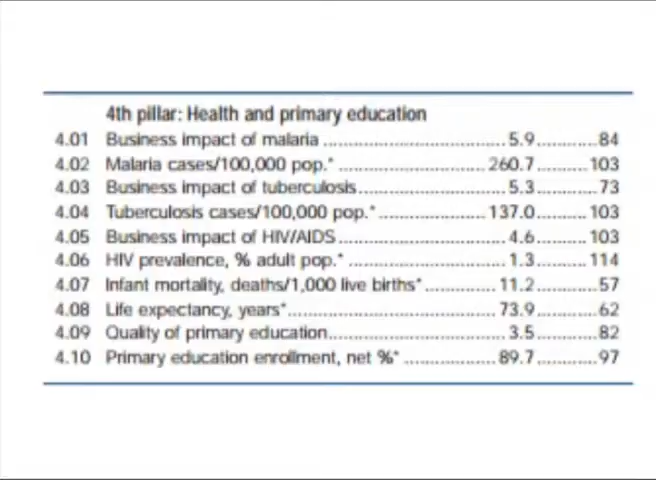 4th pillar: Health and primary education
4.01 Business impact of malaria ................................... 5.9 ............ 84
4.02 Malaria cases/100,000 pop.* ............................ 260.7 .......... 103
4.03 Business impact of tuberculosis ............................ 5.3 ............ 73
4.04 Tuberculosis cases/100,000 pop.* ..................... 137.0 .......... 103
4.05 Business impact of HIV/AIDS ................................ 4.6 .......... 103
4.06 HIV prevalence, % adult pop.* ............................... 1.3 .......... 114
4.07 Infant mortality, deaths/1,000 live births* .............. 11.2 ............ 57
4.08 Life expectancy, years* ......................................... 73.9 ............ 62
4.09 Quality of primary education .................................. 3.5 ............ 82
4.10 Primary education enrollment, net %* .................. 89.7 ............ 97